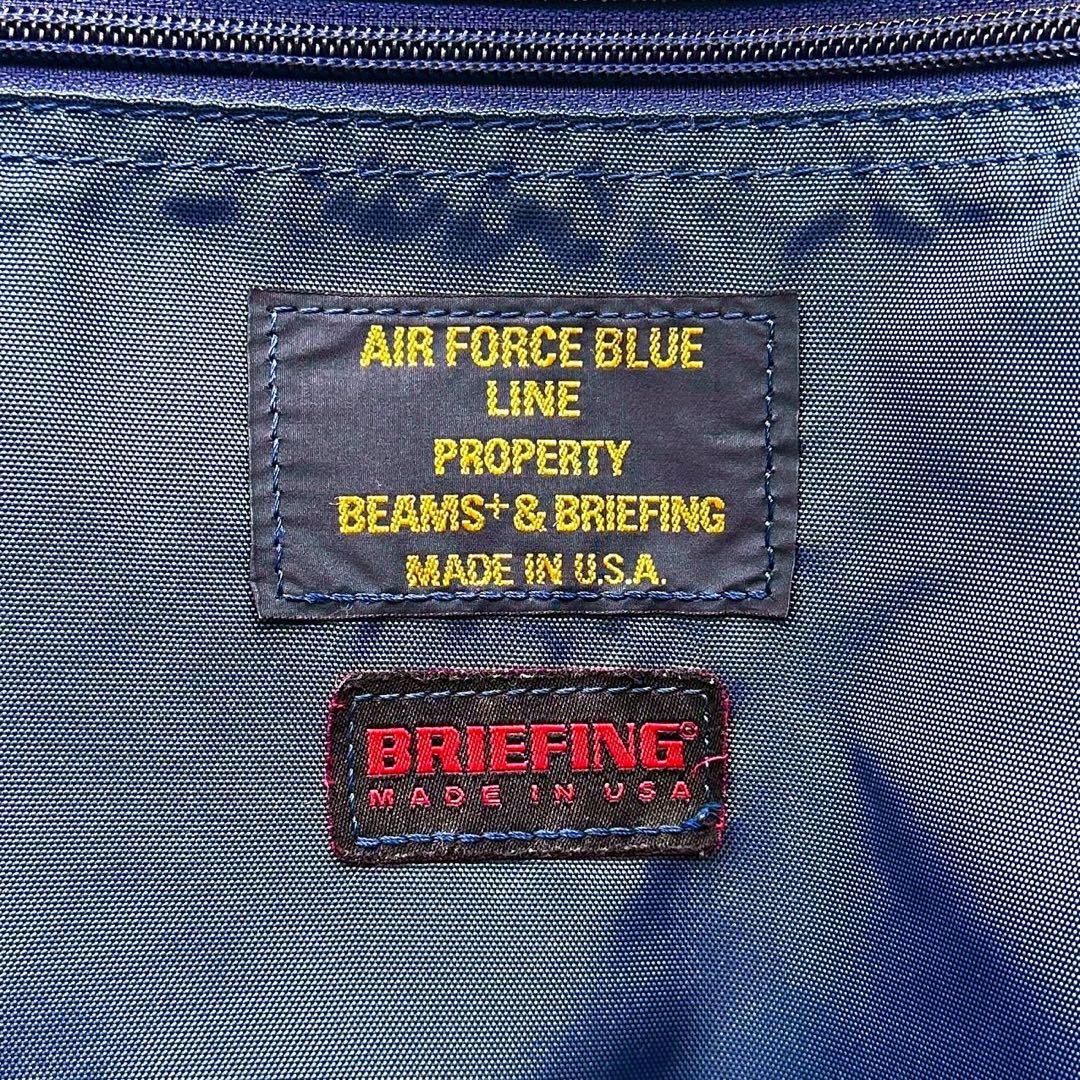 AIR FORCE BLUE
LINE
PROPERTY
BEAMS+ & BRIEFING
MADE IN U.S.A.
BRIEFING®
MADE IN USA